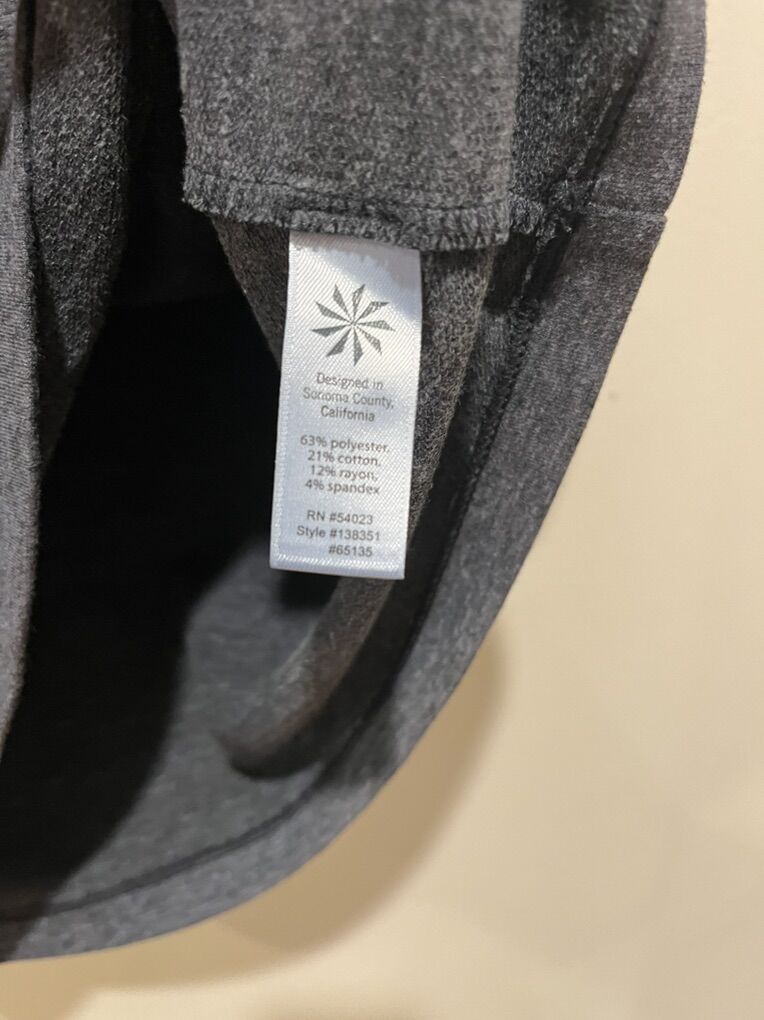 Designed in
Sonoma County,
California
63% polyester,
21% cotton,
12% rayon,
4% spandex
RN #54023
Style #138351
#65135